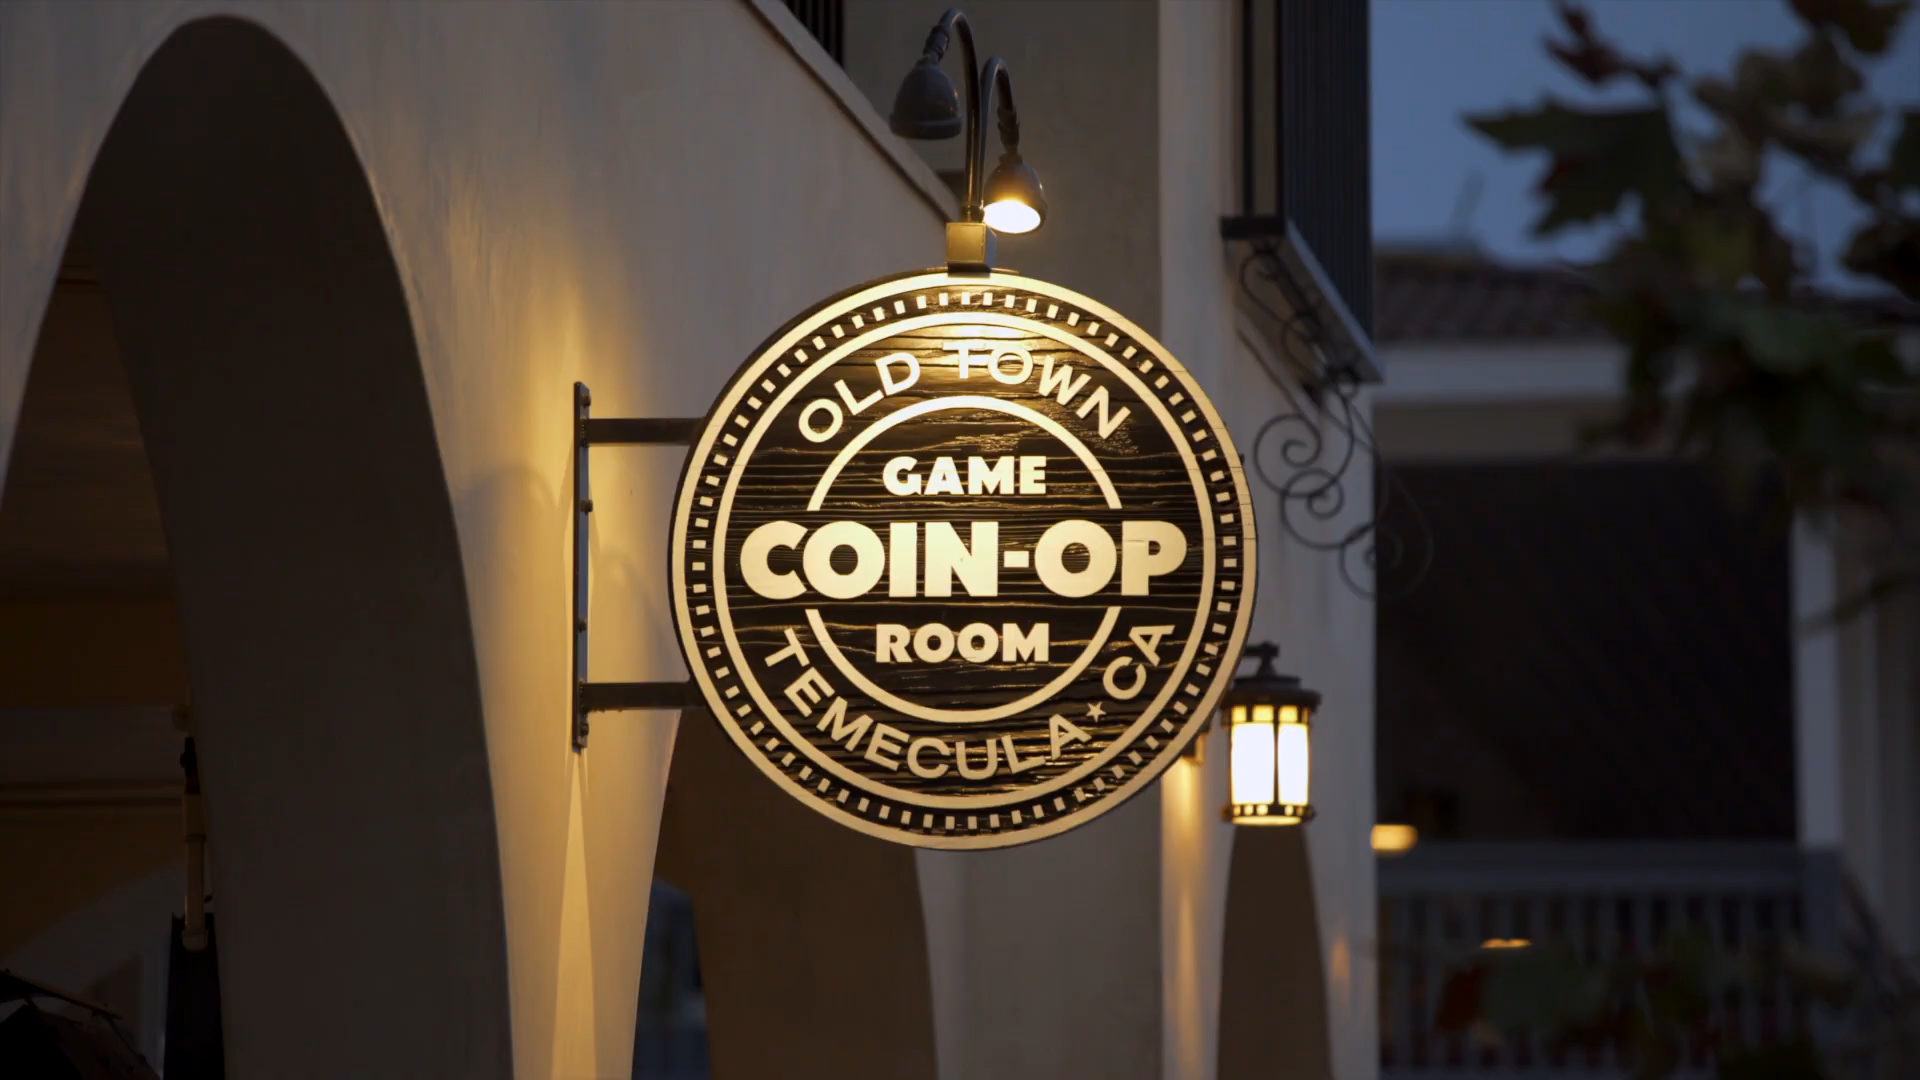 OLD TOWN
GAME
COIN-OP
ROOM
TEMECULA ★ CA